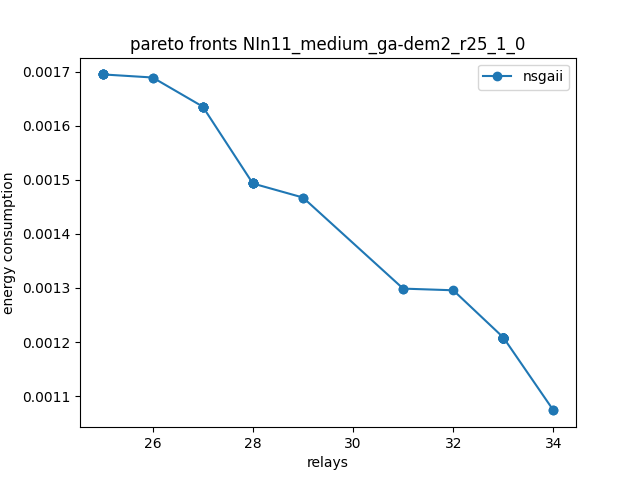 pareto fronts NIn11_medium_ga-dem2_r25_1_0
nsgaii
energy consumption
0.0017
0.0016
0.0015
0.0014
0.0013
0.0012
0.0011
26 28 30 32 34
relays